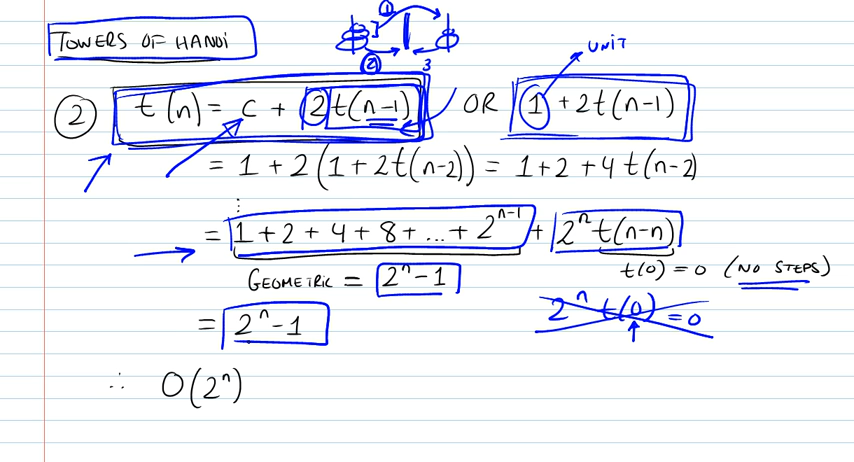 TOWERS OF HANOI
① ② 3
UNIT
② t(n) = C + 2t(n-1) OR 1 + 2t(n-1)
= 1 + 2(1 + 2t(n-2)) = 1+2+4t(n-2)
⋮
= 1 + 2 + 4 + 8 + ... + 2^{n-1} + 2^n t(n-n)
GEOMETRIC = 2^n - 1
t(0) = 0 (NO STEPS)
= 2^n - 1
2^n t(0) = 0
∴ O(2^n)